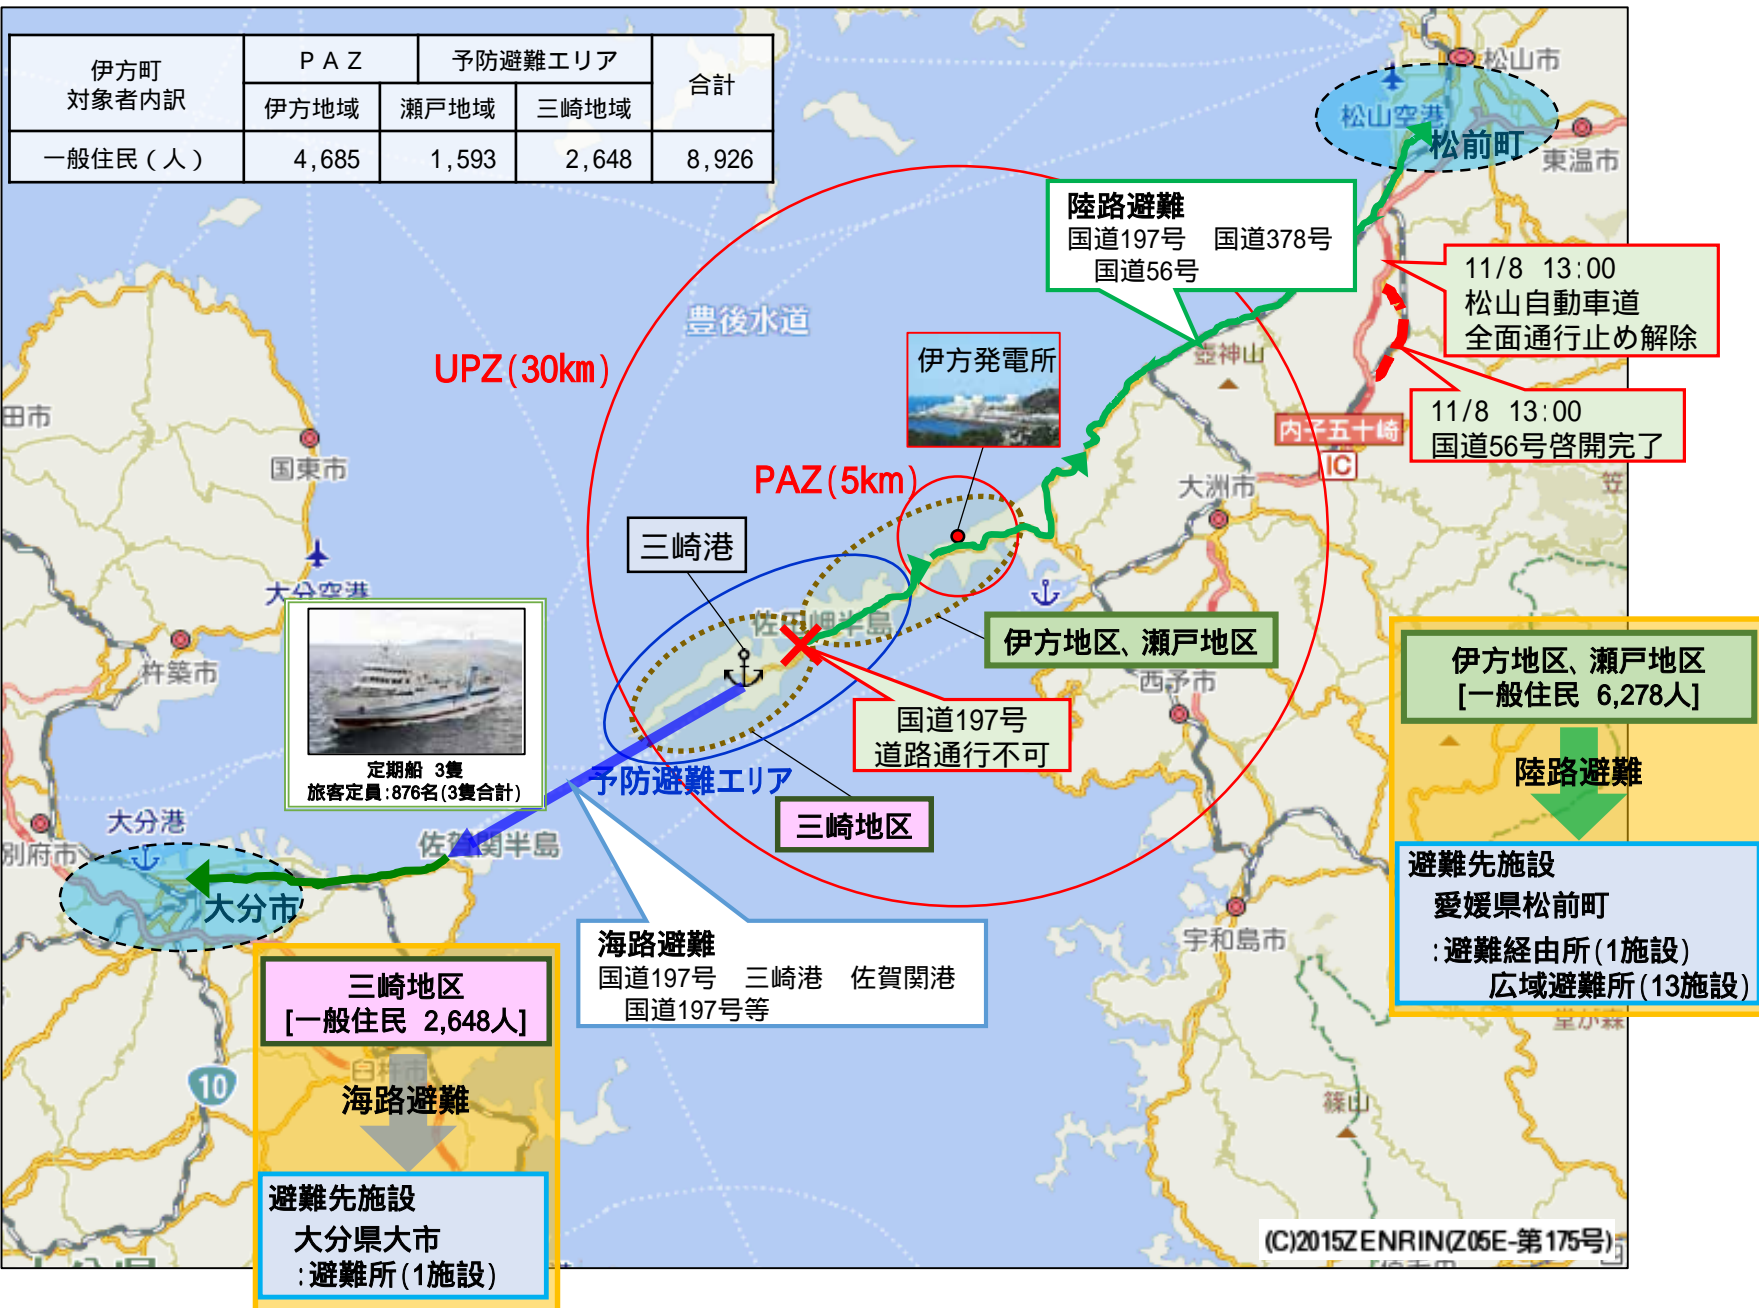 伊方町
対象者内訳
ＰＡＺ
予防避難エリア
合計
伊方地域
瀬戸地域
三崎地域
一般住民（人）
4,685
1,593
2,648
8,926
松山市
松山空港
松前町
東温市
陸路避難
国道197号 国道378号
国道56号
11/8 13:00
松山自動車道
全面通行止め解除
豊後水道
UPZ(30km)
伊方発電所
壺神山
11/8 13:00
国道56号啓開完了
内子五十崎
IC
田市
国東市
PAZ(5km)
大洲市
笠
三崎港
大分空港
佐田岬半島
伊方地区、瀬戸地区
伊方地区、瀬戸地区
[一般住民 6,278人]
杵築市
西予市
国道197号
道路通行不可
陸路避難
定期船 3隻
旅客定員:876名(3隻合計)
予防避難エリア
三崎地区
大分港
別府市
佐賀関半島
大分市
避難先施設
愛媛県松前町
:避難経由所(1施設)
広域避難所(13施設)
宇和島市
海路避難
国道197号 三崎港 佐賀関港
国道197号等
三崎地区
[一般住民 2,648人]
堂が森
臼杵市
10
海路避難
篠山
避難先施設
大分県大市
:避難所(1施設)
(C)2015ZENRIN(Z05E-第175号)